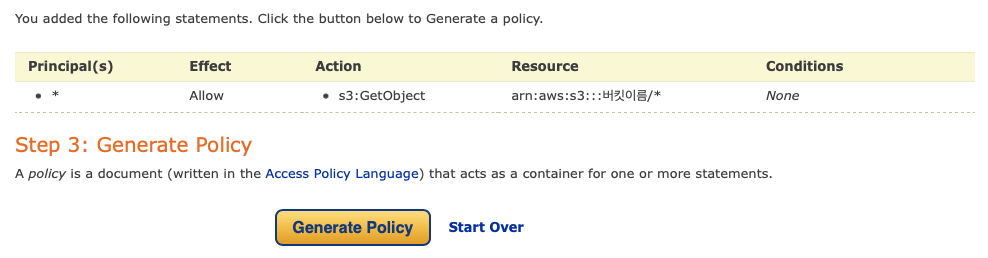 You added the following statements. Click the button below to Generate a policy.
Principal(s) Effect Action Resource Conditions
• * Allow • s3:GetObject arn:aws:s3:::버킷이름/* None
Step 3: Generate Policy
A policy is a document (written in the Access Policy Language) that acts as a container for one or more statements.
Generate Policy Start Over